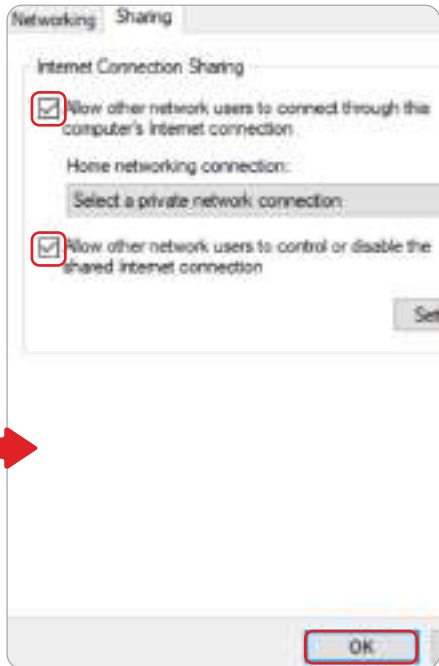 Networking Sharing
Internet Connection Sharing
Allow other network users to connect through this
computer's Internet connection
Home networking connection:
Select a private network connection
Allow other network users to control or disable the
shared Internet connection
OK